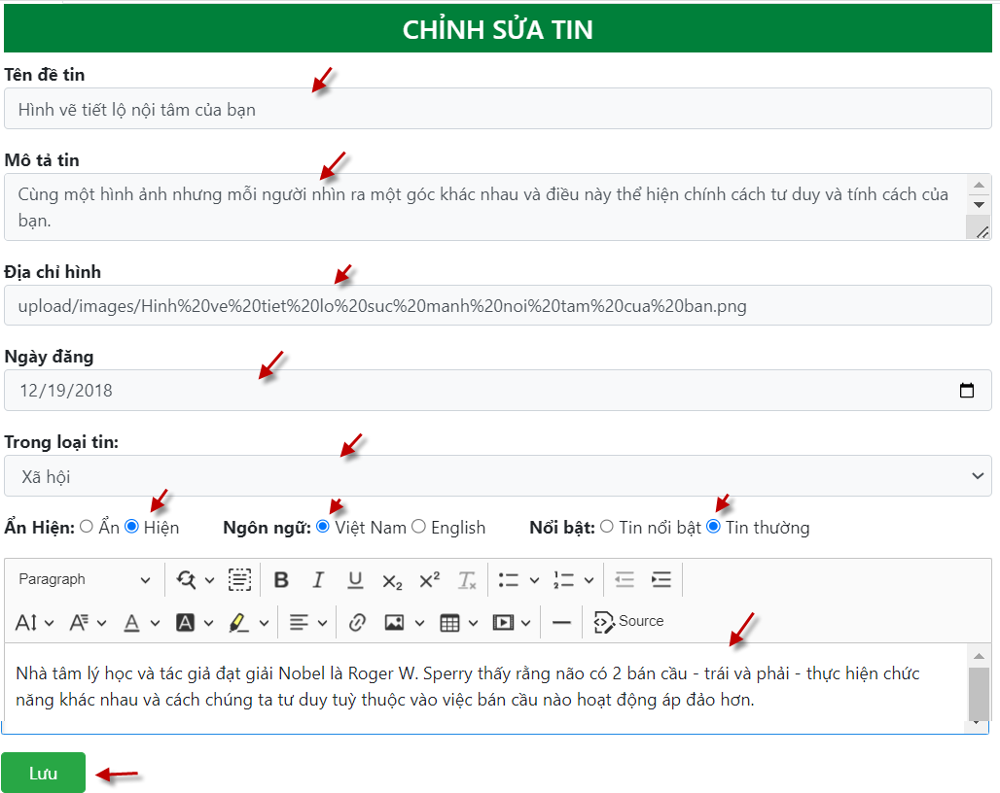 CHỈNH SỬA TIN
Tên đề tin
Hình vẽ tiết lộ nội tâm của bạn
Mô tả tin
Cùng một hình ảnh nhưng mỗi người nhìn ra một góc khác nhau và điều này thể hiện chính cách tư duy và tính cách của
bạn.
Địa chỉ hình
upload/images/Hinh%20ve%20tiet%20lo%20suc%20manh%20noi%20tam%20cua%20ban.png
Ngày đăng
12/19/2018
Trong loại tin:
Xã hội
Ẩn Hiện: Ẩn Hiện Ngôn ngữ: Việt Nam English Nổi bật: Tin nổi bật Tin thường
Paragraph
Source
Nhà tâm lý học và tác giả đạt giải Nobel là Roger W. Sperry thấy rằng não có 2 bán cầu - trái và phải - thực hiện chức
năng khác nhau và cách chúng ta tư duy tuỳ thuộc vào việc bán cầu nào hoạt động áp đảo hơn.
Lưu